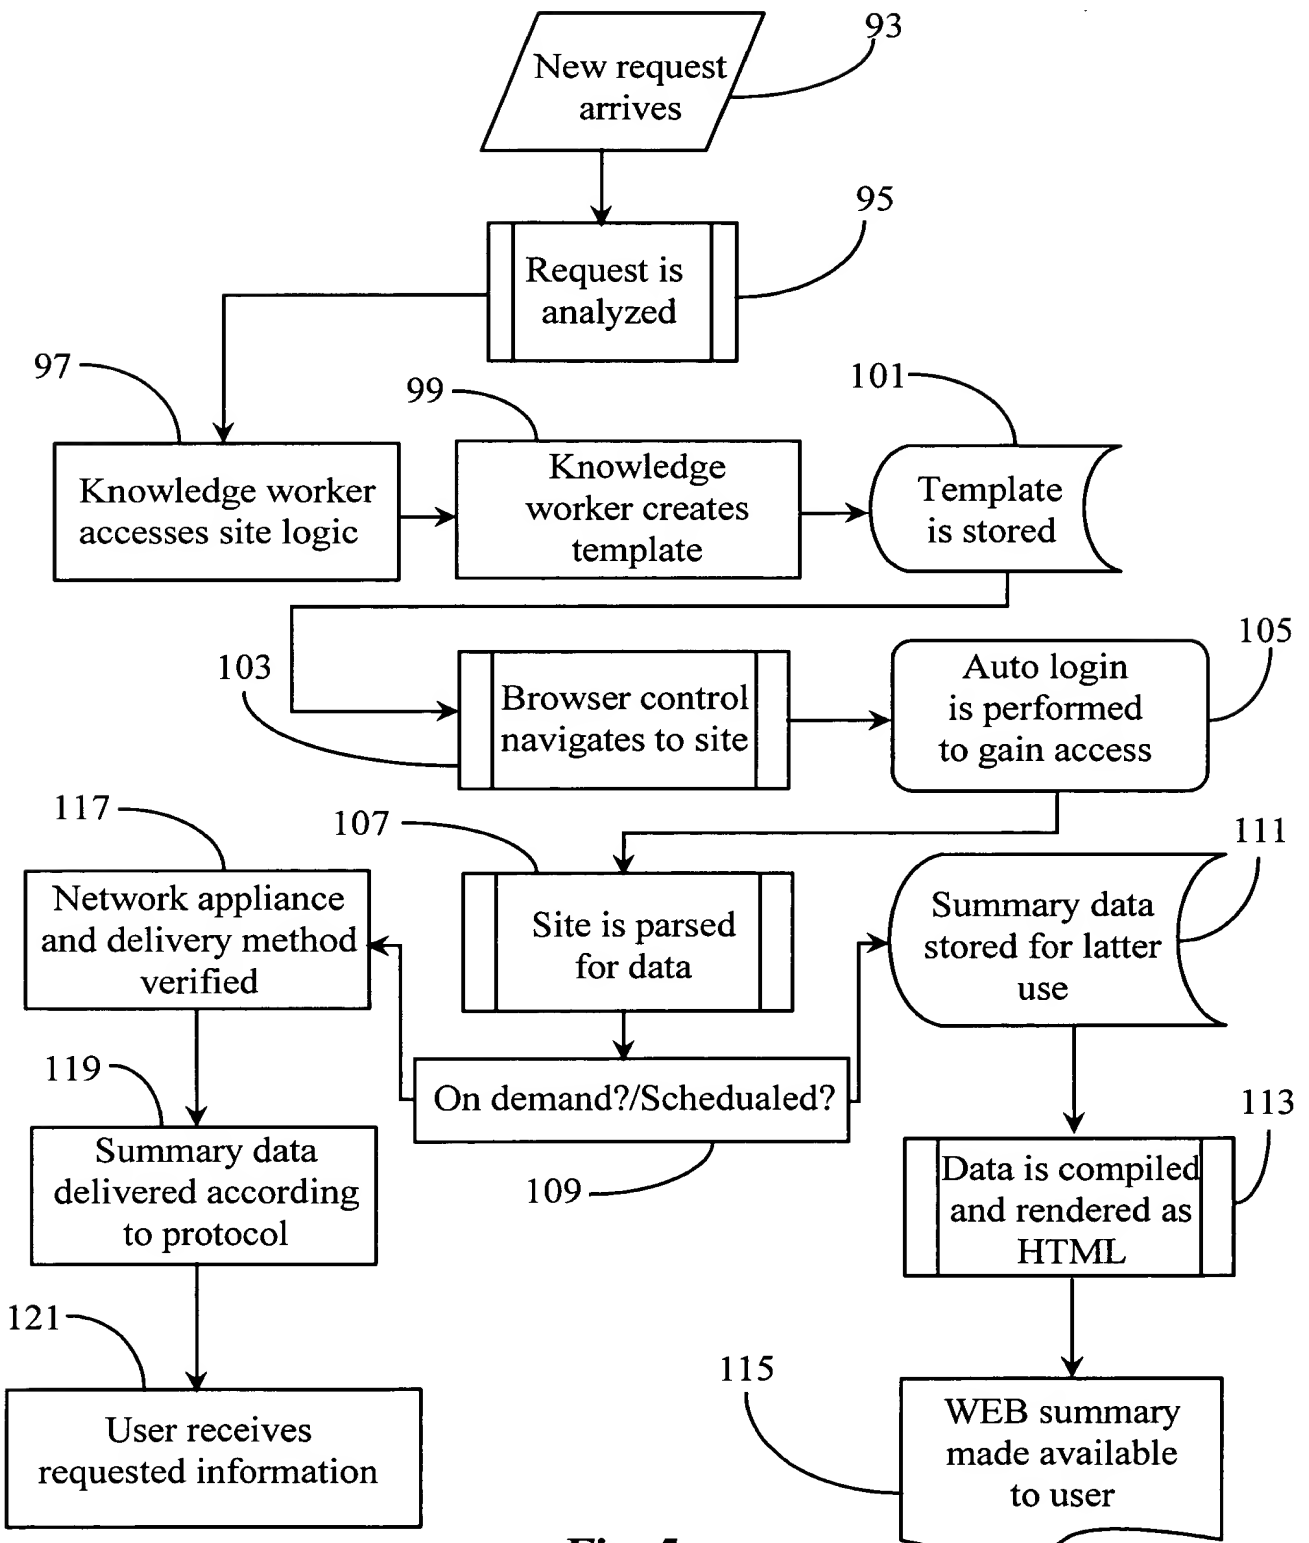 93
New request
arrives
95
Request is
analyzed
97
99
101
Knowledge worker
accesses site logic
Knowledge
worker creates
template
Template
is stored
103
105
Browser control
navigates to site
Auto login
is performed
to gain access
117
107
111
Network appliance
and delivery method
verified
Site is parsed
for data
Summary data
stored for latter
use
119
On demand?/Schedualed?
109
113
Summary data
delivered according
to protocol
Data is compiled
and rendered as
HTML
121
115
User receives
requested information
WEB summary
made available
to user